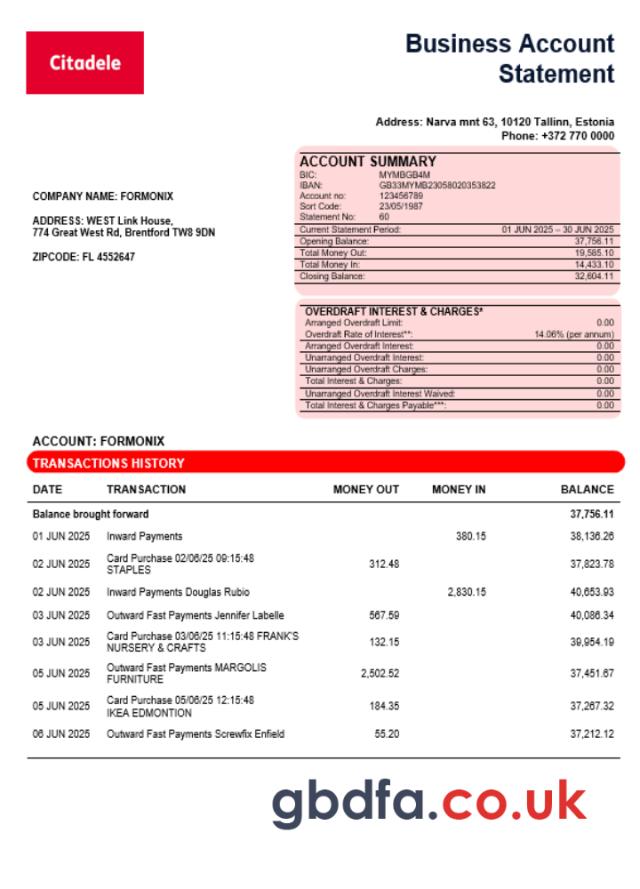 Citadele
Business Account
Statement
Address: Narva mnt 63, 10120 Tallinn, Estonia
Phone: +372 770 0000
COMPANY NAME: FORMONIX
ADDRESS: WEST Link House,
774 Great West Rd, Brentford TW8 9DN
ZIPCODE: FL 4552647
ACCOUNT SUMMARY
BIC: MYMBGB4M
IBAN: GB33MYMB23058020353822
Account no: 123456789
Sort Code: 23/05/1987
Statement No: 60
Current Statement Period: 01 JUN 2025 – 30 JUN 2025
Opening Balance: 37,756.11
Total Money Out: 19,585.10
Total Money In: 14,433.10
Closing Balance: 32,604.11
OVERDRAFT INTEREST & CHARGES*
Arranged Overdraft Limit: 0.00
Overdraft Rate of Interest**: 14.06% (per annum)
Arranged Overdraft Interest: 0.00
Unarranged Overdraft Interest: 0.00
Unarranged Overdraft Charges: 0.00
Total Interest & Charges: 0.00
Unarranged Overdraft Interest Waived: 0.00
Total Interest & Charges Payable***: 0.00
ACCOUNT: FORMONIX
TRANSACTIONS HISTORY
DATE TRANSACTION MONEY OUT MONEY IN BALANCE
Balance brought forward 37,756.11
01 JUN 2025 Inward Payments 380.15 38,136.26
02 JUN 2025 Card Purchase 02/06/25 09:15:48
STAPLES 312.48 37,823.78
02 JUN 2025 Inward Payments Douglas Rubio 2,830.15 40,653.93
03 JUN 2025 Outward Fast Payments Jennifer Labelle 567.59 40,086.34
03 JUN 2025 Card Purchase 03/06/25 11:15:48 FRANK'S
NURSERY & CRAFTS 132.15 39,954.19
05 JUN 2025 Outward Fast Payments MARGOLIS
FURNITURE 2,502.52 37,451.67
05 JUN 2025 Card Purchase 05/06/25 12:15:48
IKEA EDMONTION 184.35 37,267.32
06 JUN 2025 Outward Fast Payments Screwfix Enfield 55.20 37,212.12
gbdfa.co.uk